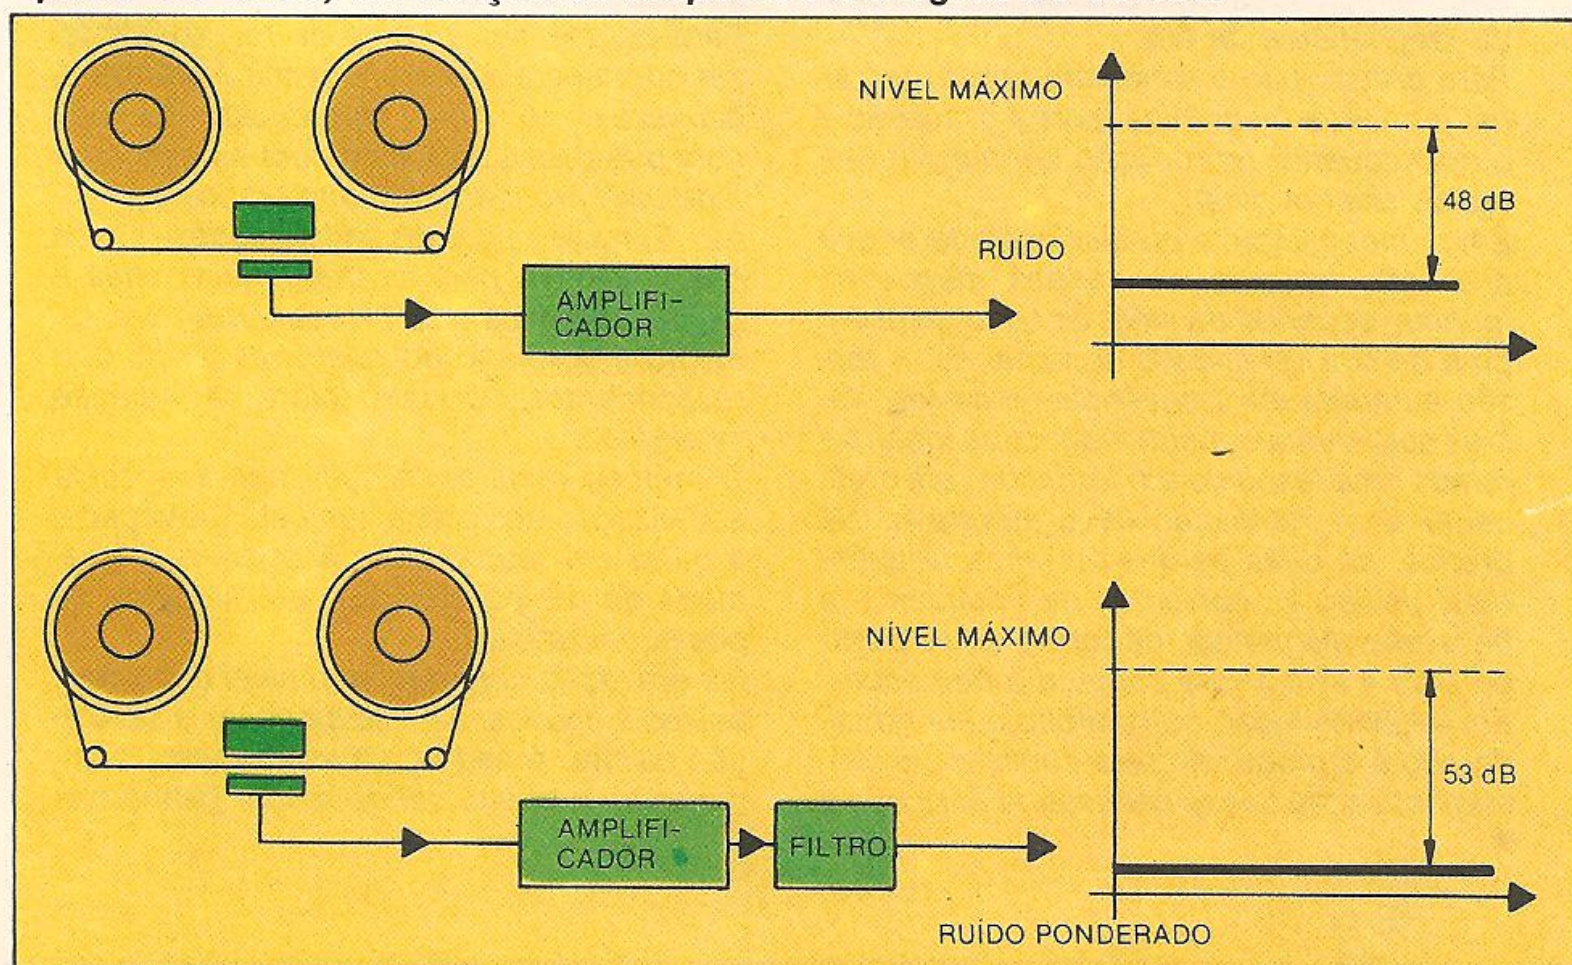 NÍVEL MÁXIMO
48 dB
RUÍDO
AMPLIFI-
CADOR
NÍVEL MÁXIMO
53 dB
AMPLIFI-
CADOR
FILTRO
RUÍDO PONDERADO